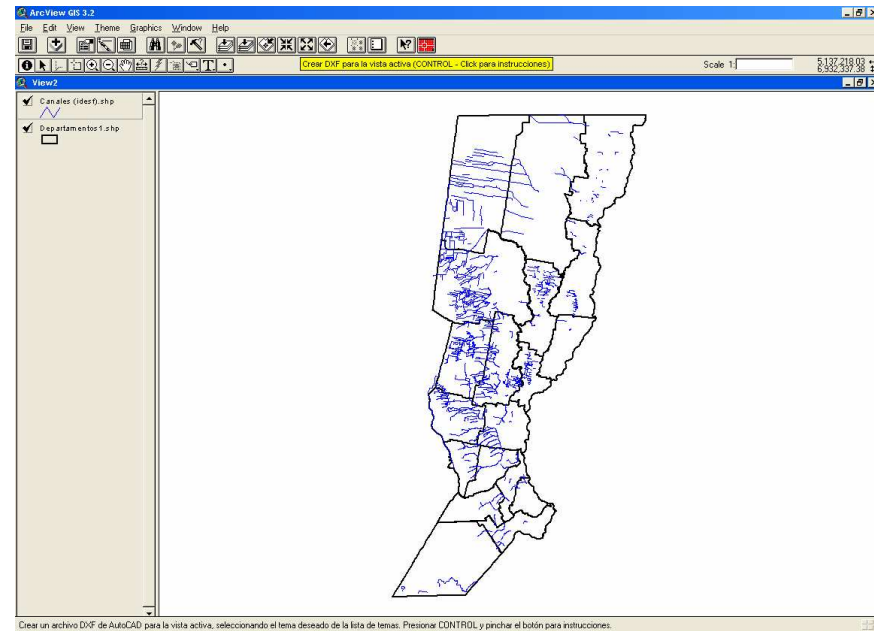 ArcView GIS 3.2
File Edit View Theme Graphics Window Help
Crear DXF para la vista activa (CONTROL - Click para instrucciones)
Scale 1:
5,137,218.03
6,932,337.38
View2
Canales (idesf).shp
Departamentos1.shp
Crear un archivo DXF de AutoCAD para la vista activa, seleccionando el tema deseado de la lista de temas. Presionar CONTROL y pinchar el botón para instrucciones.